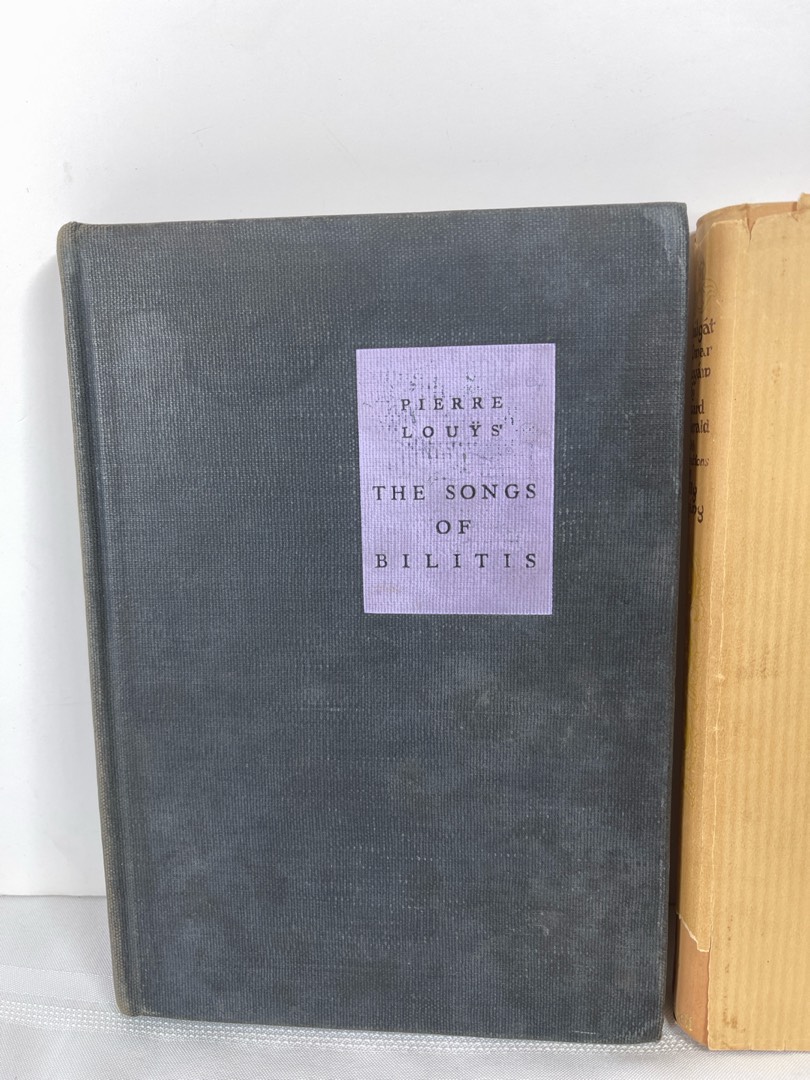 PIERRE
LOUŸS
THE SONGS
OF
BILITIS